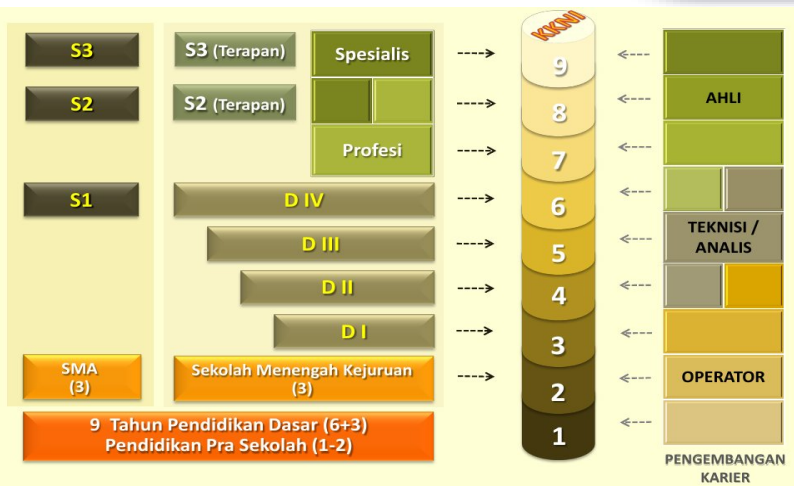 KKNI
S3
S3 (Terapan)
Spesialis
9
S2
S2 (Terapan)
8
AHLI
Profesi
7
S1
D IV
6
D III
5
TEKNISI /
ANALIS
D II
4
D I
3
SMA
(3)
Sekolah Menengah Kejuruan
(3)
2
OPERATOR
9 Tahun Pendidikan Dasar (6+3)
Pendidikan Pra Sekolah (1-2)
1
PENGEMBANGAN
KARIER